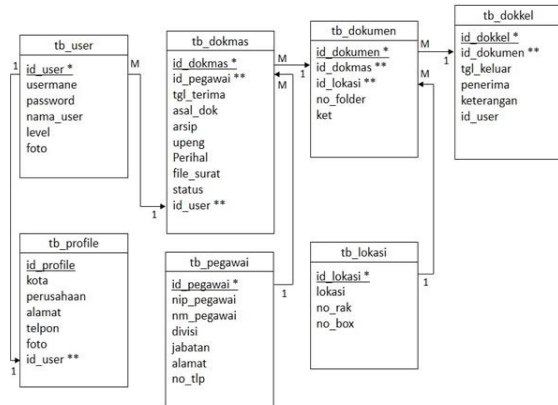 tb_user
id_user *
usermane
password
nama_user
level
foto
tb_dokmas
id_dokmas *
id_pegawai **
tgl_terima
asal_dok
arsip
upeng
Perihal
file_surat
status
id_user **
tb_dokumen
id_dokumen *
id_dokmas **
id_lokasi **
no_folder
ket
tb_dokkel
id_dokkel *
id_dokumen **
tgl_keluar
penerima
keterangan
id_user
tb_profile
id_profile
kota
perusahaan
alamat
telpon
foto
id_user **
tb_pegawai
id_pegawai *
nip_pegawai
nm_pegawai
divisi
jabatan
alamat
no_tlp
tb_lokasi
id_lokasi *
lokasi
no_rak
no_box
1
1
M
1
M
1
M
1
M
1
M
1